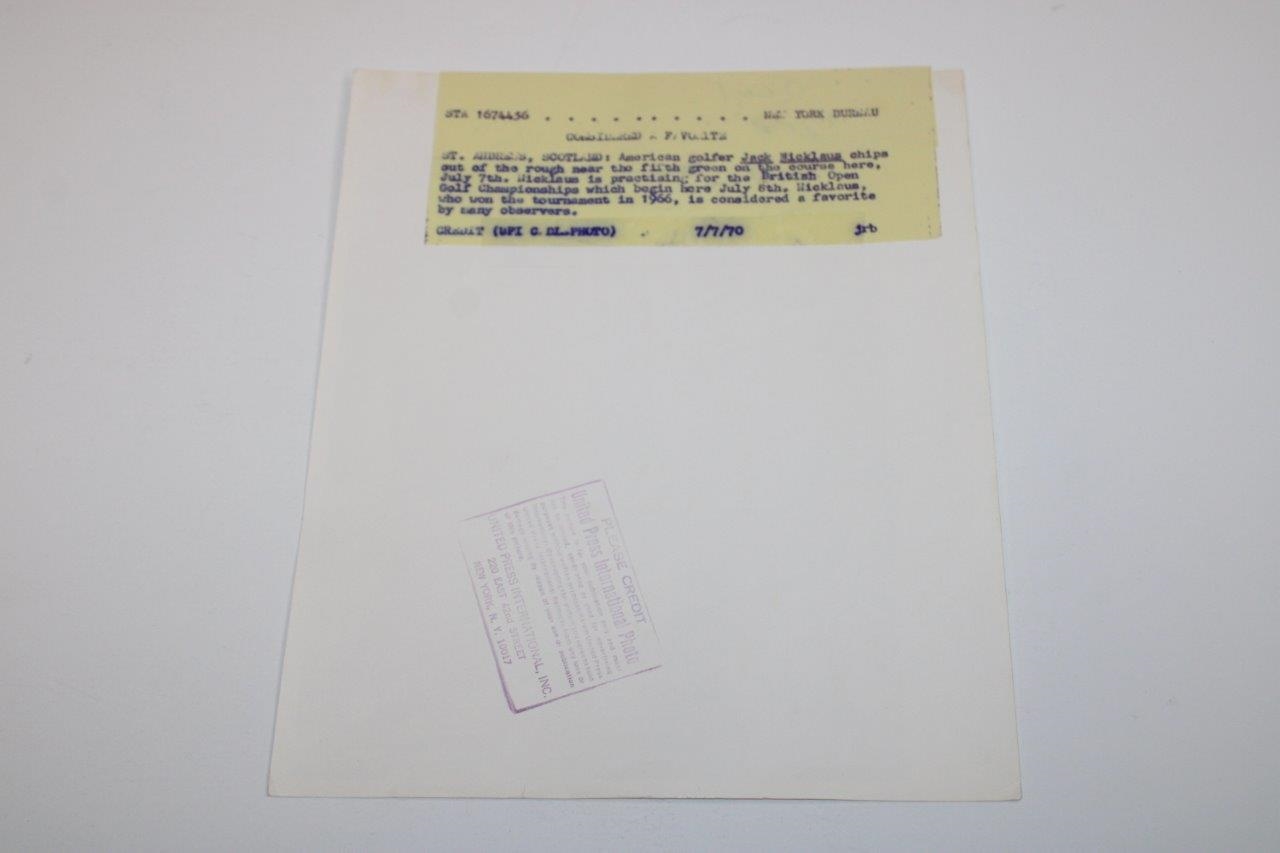 STA 1674436 . . . . . . . . . . NEW YORK BUREAU
CONSIDERED A FAVORITE
ST. ANDREWS, SCOTLAND: American golfer Jack Nicklaus chips
out of the rough near the fifth green on the course here,
July 7th. Nicklaus is practising for the British Open
Golf Championships which begin here July 8th. Nicklaus,
who won the tournament in 1966, is considered a favorite
by many observers.
CREDIT (UPI PHOTO) 7/7/70 jrb
PLEASE CREDIT
United Press International Photo
of this picture.
UNITED PRESS INTERNATIONAL, INC.
220 EAST 42nd STREET
NEW YORK, N. Y. 10017